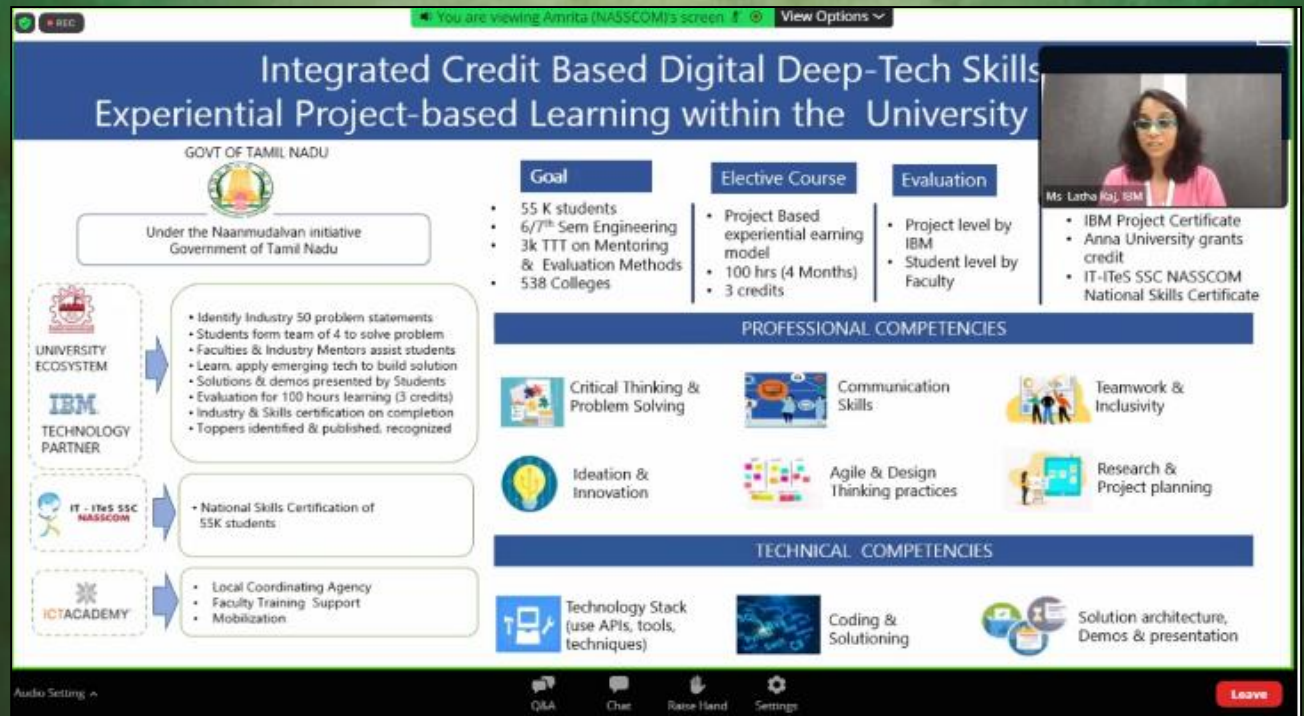 REC
You are viewing Amrita (NASSCOM)'s screen
View Options
Integrated Credit Based Digital Deep-Tech Skills
Experiential Project-based Learning within the University
Ms Latha Raj, IBM
GOVT OF TAMIL NADU
Under the Naanmudalvan initiative
Government of Tamil Nadu
UNIVERSITY
ECOSYSTEM
IBM
TECHNOLOGY
PARTNER
• Identify Industry 50 problem statements
• Students form team of 4 to solve problem
• Faculties & Industry Mentors assist students
• Learn, apply emerging tech to build solution
• Solutions & demos presented by Students
• Evaluation for 100 hours learning (3 credits)
• Industry & Skills certification on completion
• Toppers identified & published, recognized
IT - ITeS SSC
NASSCOM
• National Skills Certification of
55K students
ICTACADEMY
• Local Coordinating Agency
• Faculty Training Support
• Mobilization
Goal
• 55 K students
• 6/7th Sem Engineering
• 3k TTT on Mentoring
& Evaluation Methods
• 538 Colleges
Elective Course
• Project Based
experiential earning
model
• 100 hrs (4 Months)
• 3 credits
Evaluation
• Project level by
IBM
• Student level by
Faculty
• IBM Project Certificate
• Anna University grants
credit
• IT-ITeS SSC NASSCOM
National Skills Certificate
PROFESSIONAL COMPETENCIES
Critical Thinking &
Problem Solving
Communication
Skills
Teamwork &
Inclusivity
Ideation &
Innovation
Agile & Design
Thinking practices
Research &
Project planning
TECHNICAL COMPETENCIES
Technology Stack
(use APIs, tools,
techniques)
Coding &
Solutioning
Solution architecture,
Demos & presentation
Audio Setting
Q&A
Chat
Raise Hand
Settings
Leave